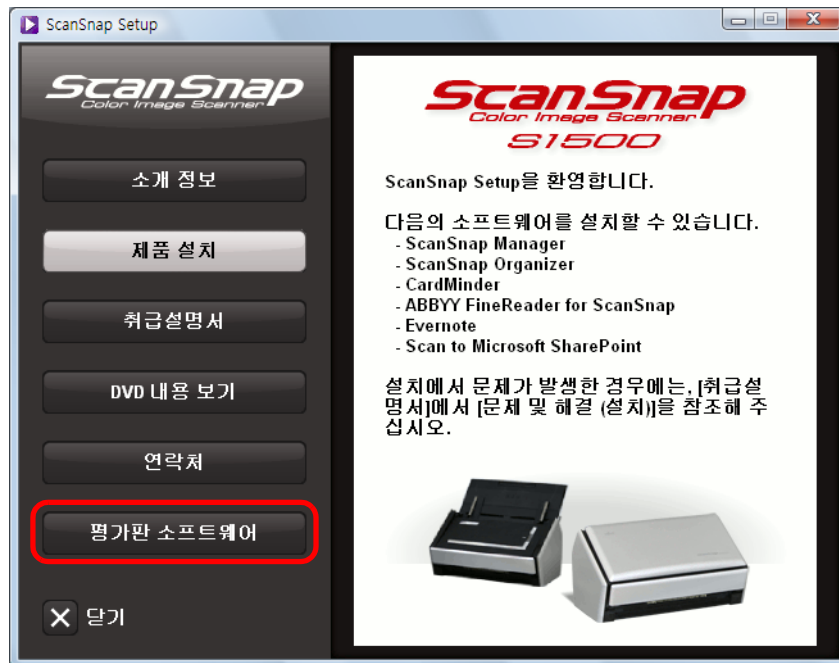 ScanSnap Setup
ScanSnap
Color Image Scanner
소개 정보
제품 설치
취급설명서
DVD 내용 보기
연락처
평가판 소프트웨어
닫기
ScanSnap
Color Image Scanner
S1500
ScanSnap Setup을 환영합니다.
다음의 소프트웨어를 설치할 수 있습니다.
- ScanSnap Manager
- ScanSnap Organizer
- CardMinder
- ABBYY FineReader for ScanSnap
- Evernote
- Scan to Microsoft SharePoint
설치에서 문제가 발생한 경우에는, [취급설
명서]에서 [문제 및 해결 (설치)]을 참조해 주
십시오.